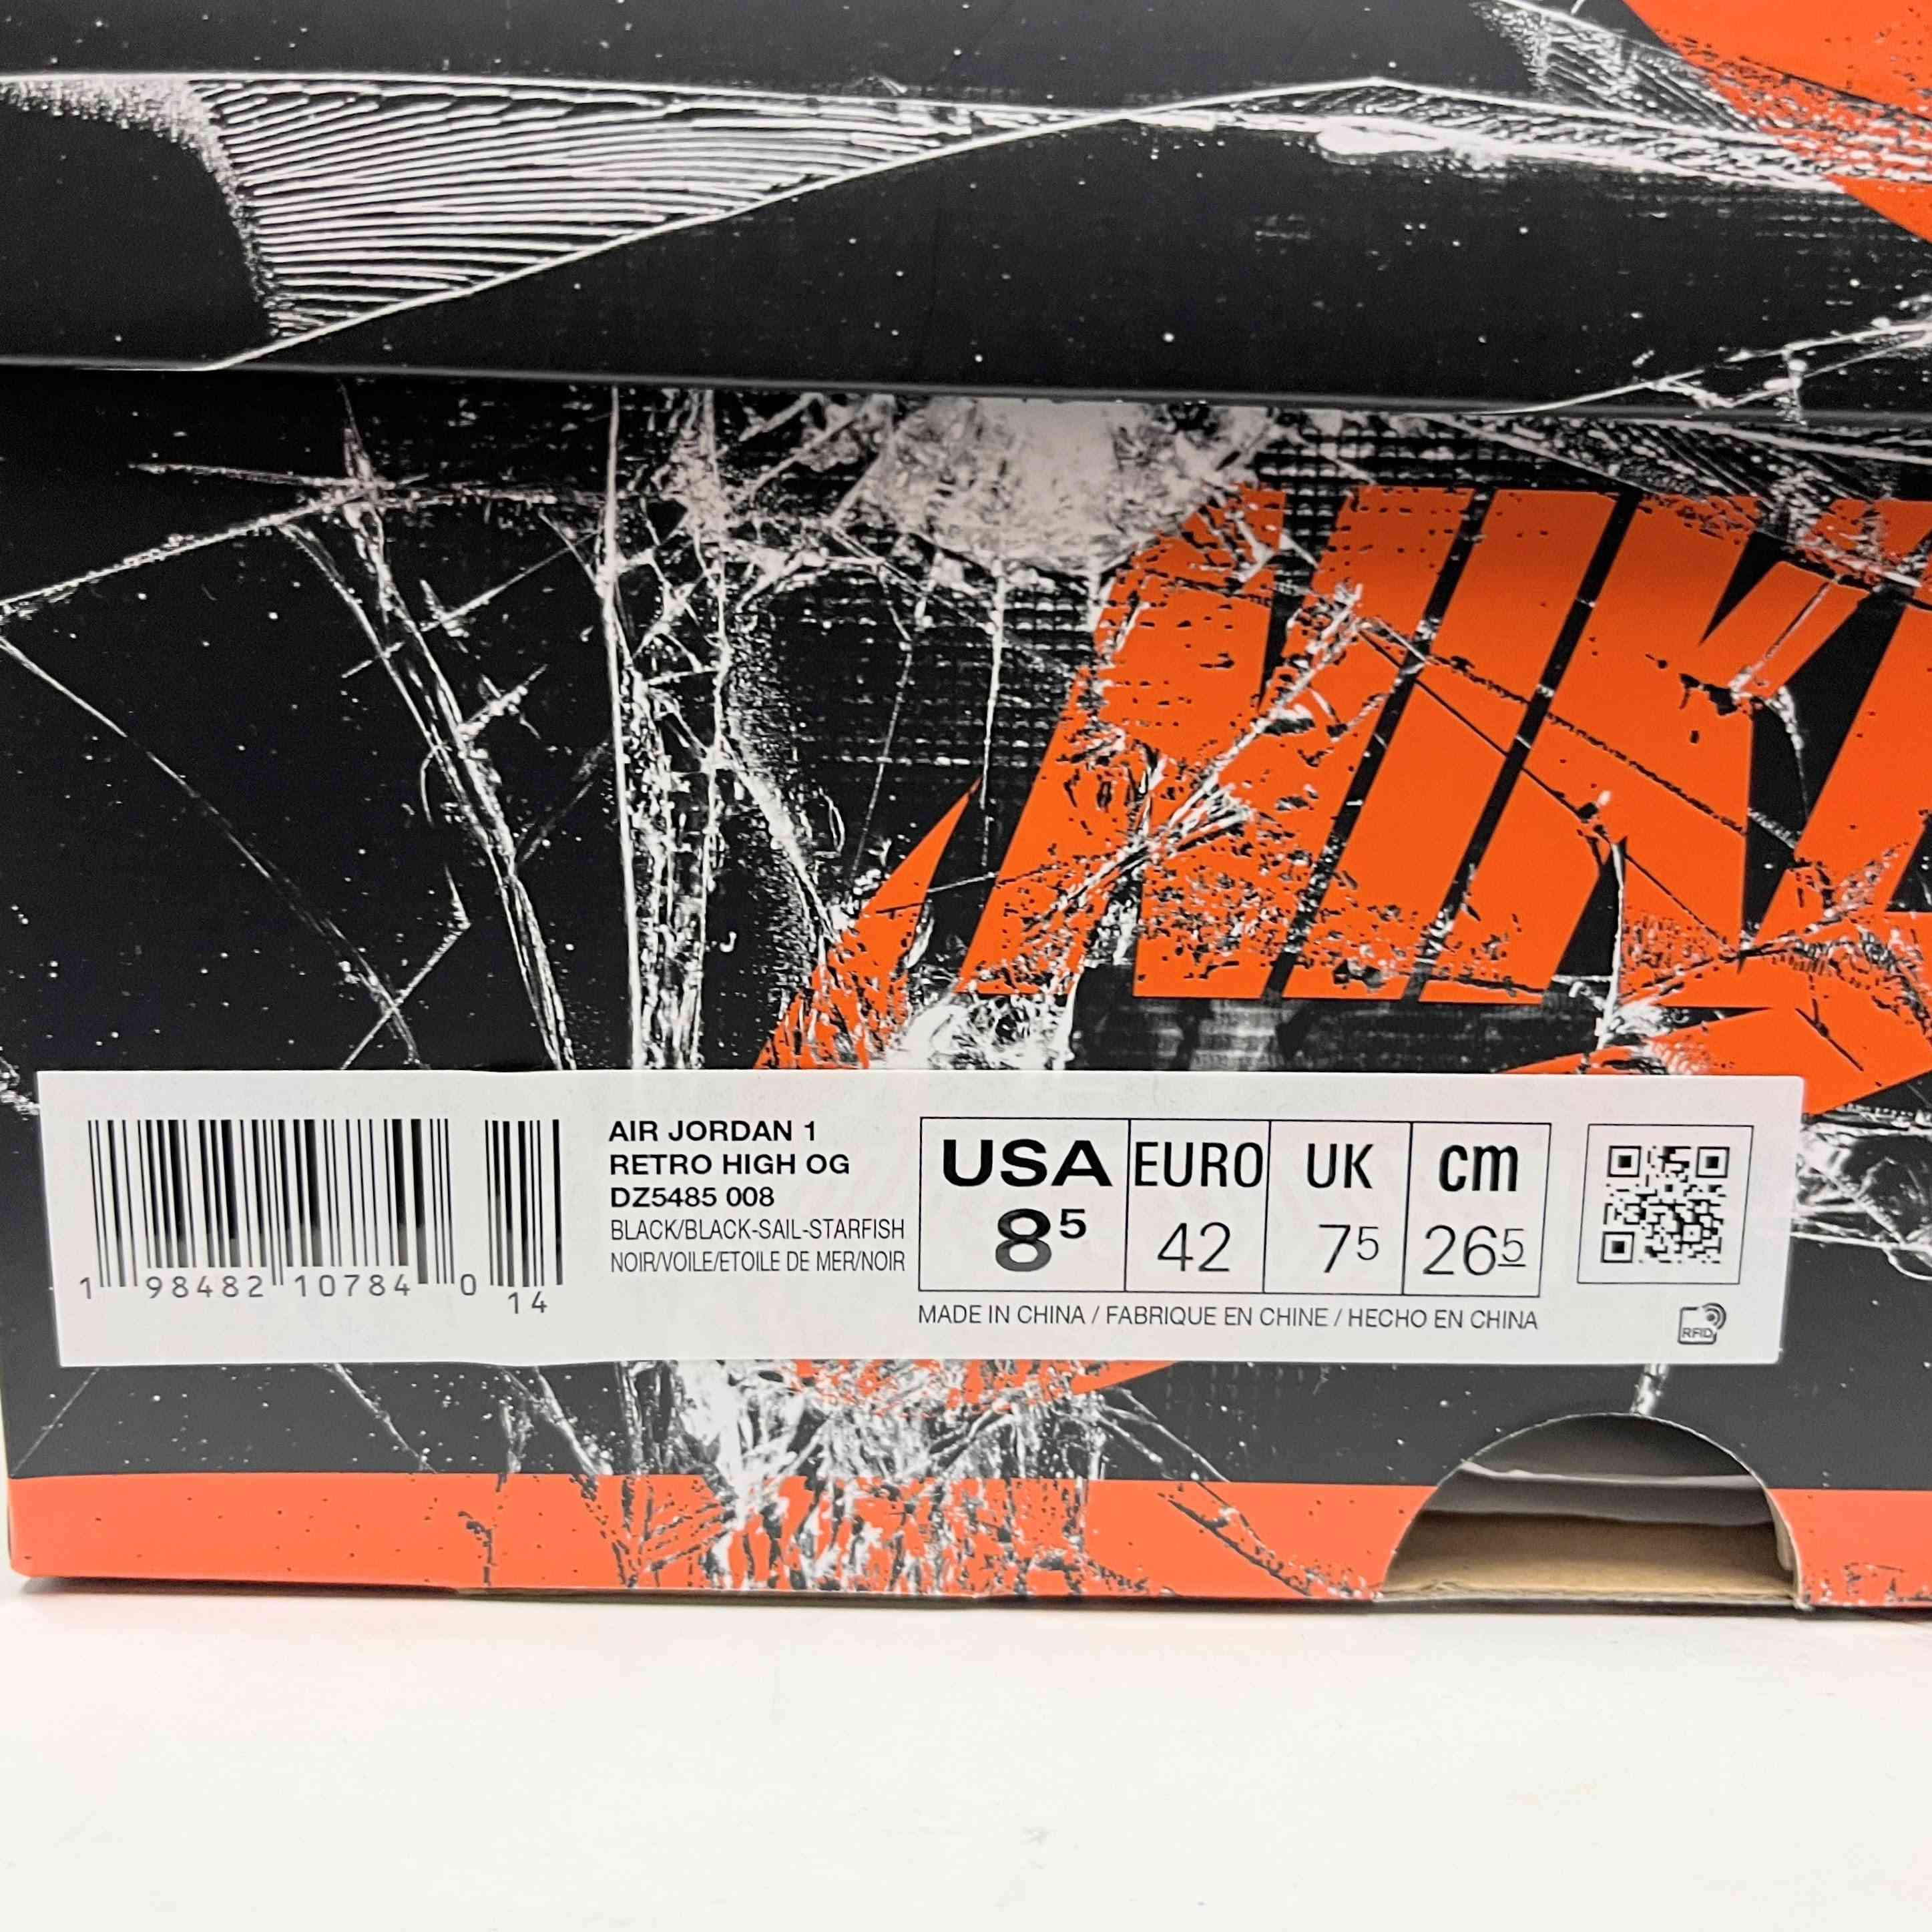 NIKE
AIR JORDAN 1
RETRO HIGH OG
DZ5485 008
BLACK/BLACK-SAIL-STARFISH
NOIR/VOILE/ETOILE DE MER/NOIR
1 98482 10784 0 14
USA EURO UK cm
8⁵ 42 7⁵ 26⁵
MADE IN CHINA / FABRIQUE EN CHINE / HECHO EN CHINA
RFID